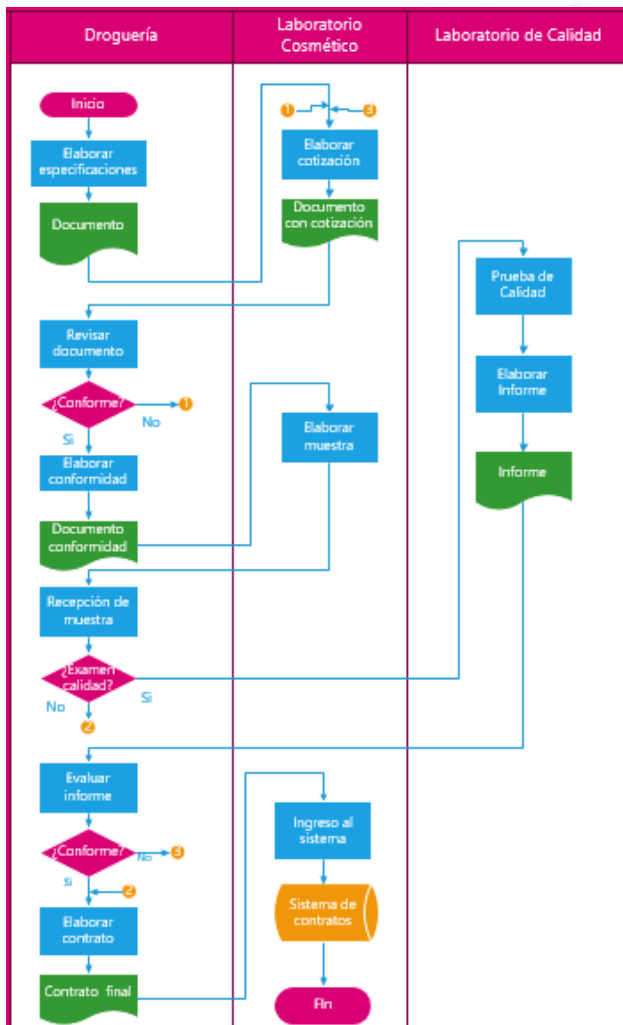 Droguería
Laboratorio
Cosmético
Laboratorio de Calidad
Inicio
Elaborar
especificaciones
Documento
1
3
Elaborar
cotización
Documento
con cotización
Prueba de
Calidad
Elaborar
Informe
Informe
Revisar
documento
¿Conforme?
No
1
Si
Elaborar
conformidad
Documento
conformidad
Elaborar
muestra
Recepción de
muestra
¿Examen
calidad?
Si
No
2
Evaluar
informe
¿Conforme?
No
3
si
2
Elaborar
contrato
Contrato final
Ingreso al
sistema
Sistema de
contratos
Fin